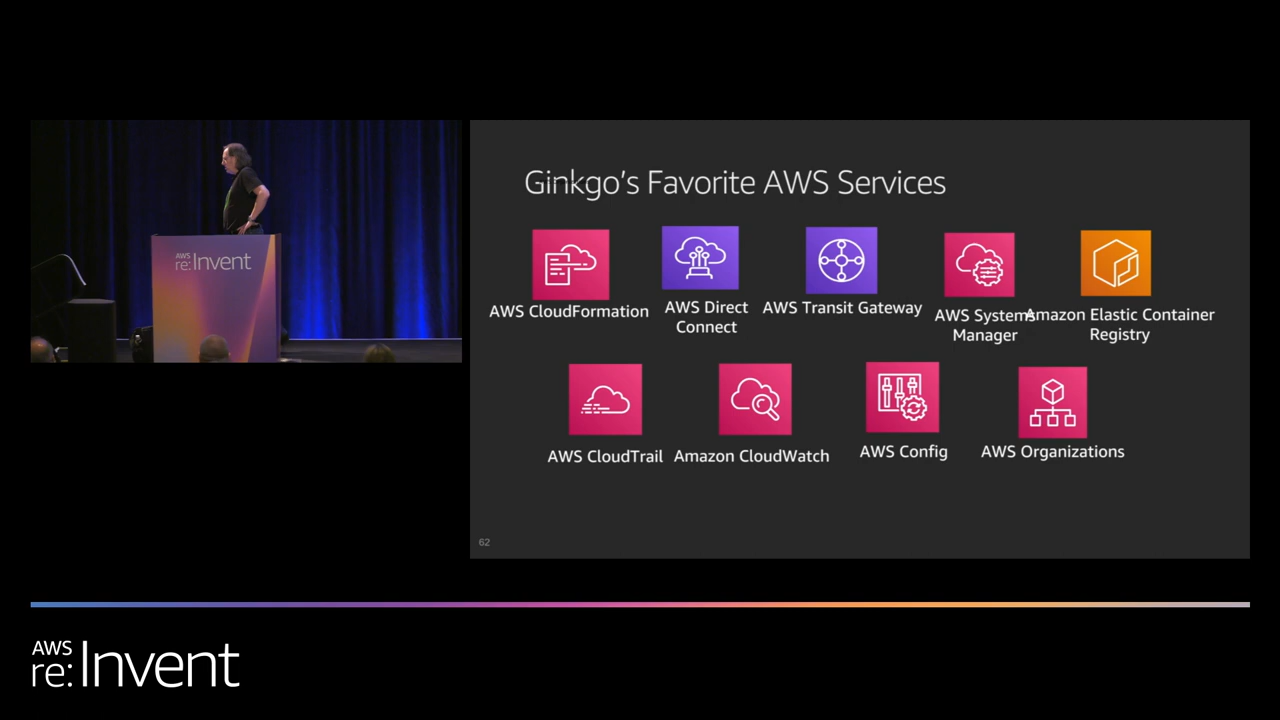 AWS
re:Invent
Ginkgo's Favorite AWS Services
AWS CloudFormation
AWS Direct
Connect
AWS Transit Gateway
AWS Systems
Manager
Amazon Elastic Container
Registry
AWS CloudTrail
Amazon CloudWatch
AWS Config
AWS Organizations
62
AWS
re:Invent